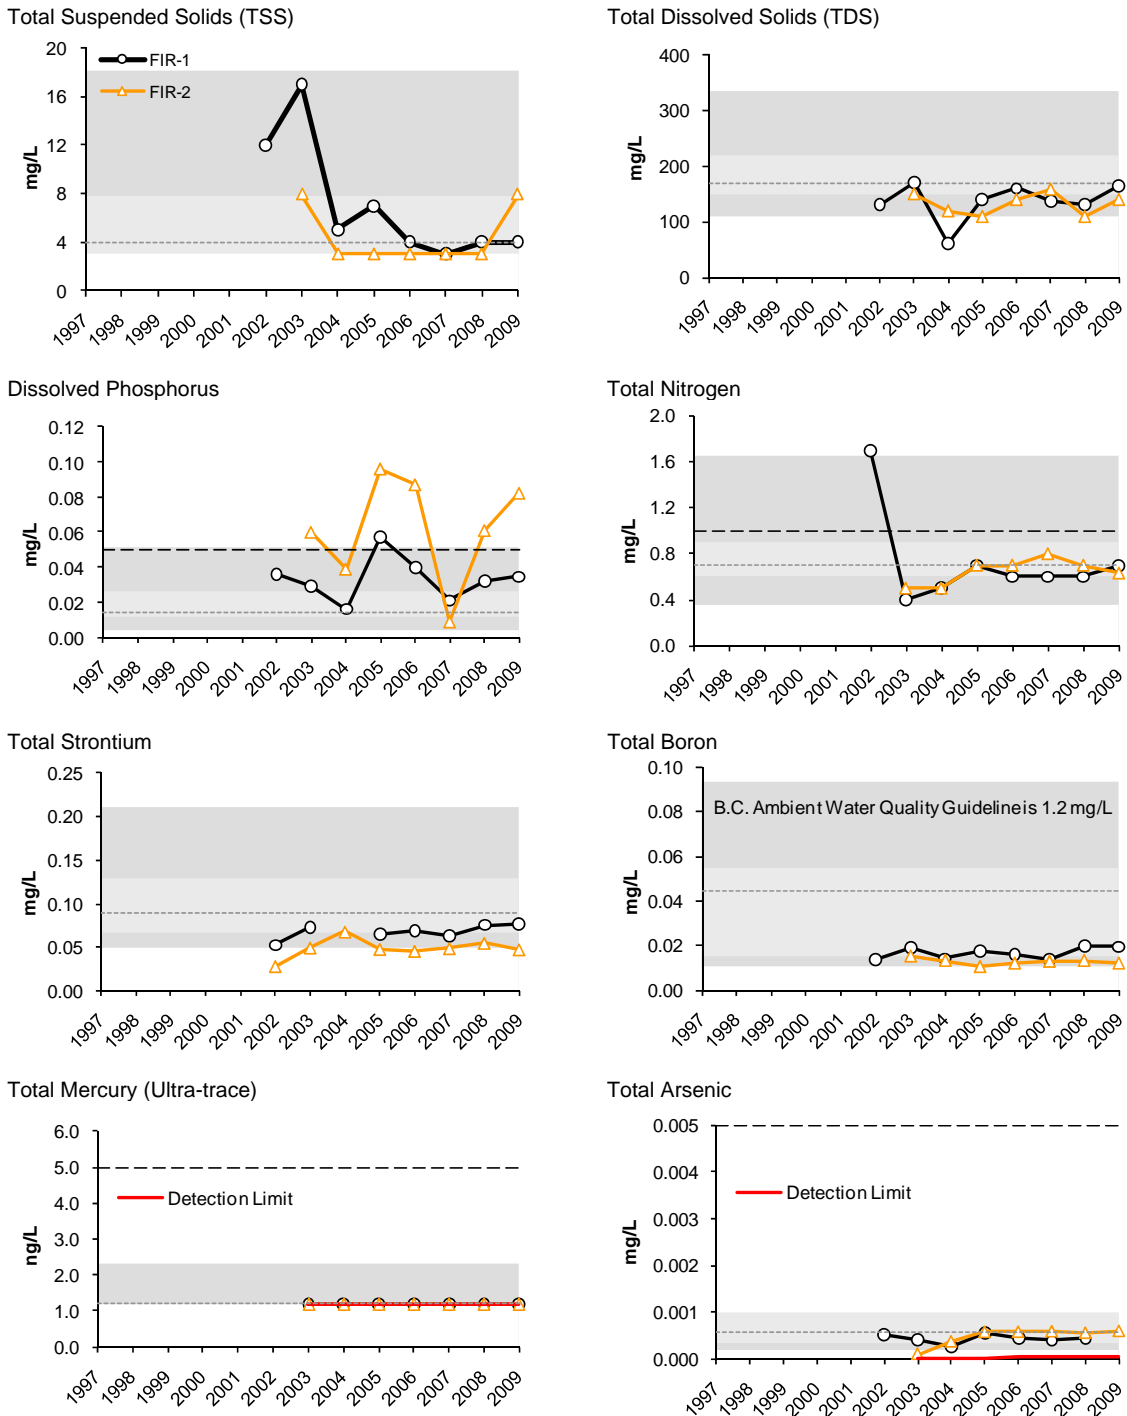 Total Suspended Solids (TSS)
20
16
12
8
4
0
mg/L
FIR-1
FIR-2
1997 1998 1999 2000 2001 2002 2003 2004 2005 2006 2007 2008 2009
Total Dissolved Solids (TDS)
400
300
200
100
0
mg/L
1997 1998 1999 2000 2001 2002 2003 2004 2005 2006 2007 2008 2009
Dissolved Phosphorus
0.12
0.10
0.08
0.06
0.04
0.02
0.00
mg/L
1997 1998 1999 2000 2001 2002 2003 2004 2005 2006 2007 2008 2009
Total Nitrogen
2.0
1.6
1.2
0.8
0.4
0.0
mg/L
1997 1998 1999 2000 2001 2002 2003 2004 2005 2006 2007 2008 2009
Total Strontium
0.25
0.20
0.15
0.10
0.05
0.00
mg/L
1997 1998 1999 2000 2001 2002 2003 2004 2005 2006 2007 2008 2009
Total Boron
0.10
0.08
0.06
0.04
0.02
0.00
mg/L
B.C. Ambient Water Quality Guideline is 1.2 mg/L
1997 1998 1999 2000 2001 2002 2003 2004 2005 2006 2007 2008 2009
Total Mercury (Ultra-trace)
6.0
5.0
4.0
3.0
2.0
1.0
0.0
ng/L
Detection Limit
1997 1998 1999 2000 2001 2002 2003 2004 2005 2006 2007 2008 2009
Total Arsenic
0.005
0.004
0.003
0.002
0.001
0.000
mg/L
Detection Limit
1997 1998 1999 2000 2001 2002 2003 2004 2005 2006 2007 2008 2009